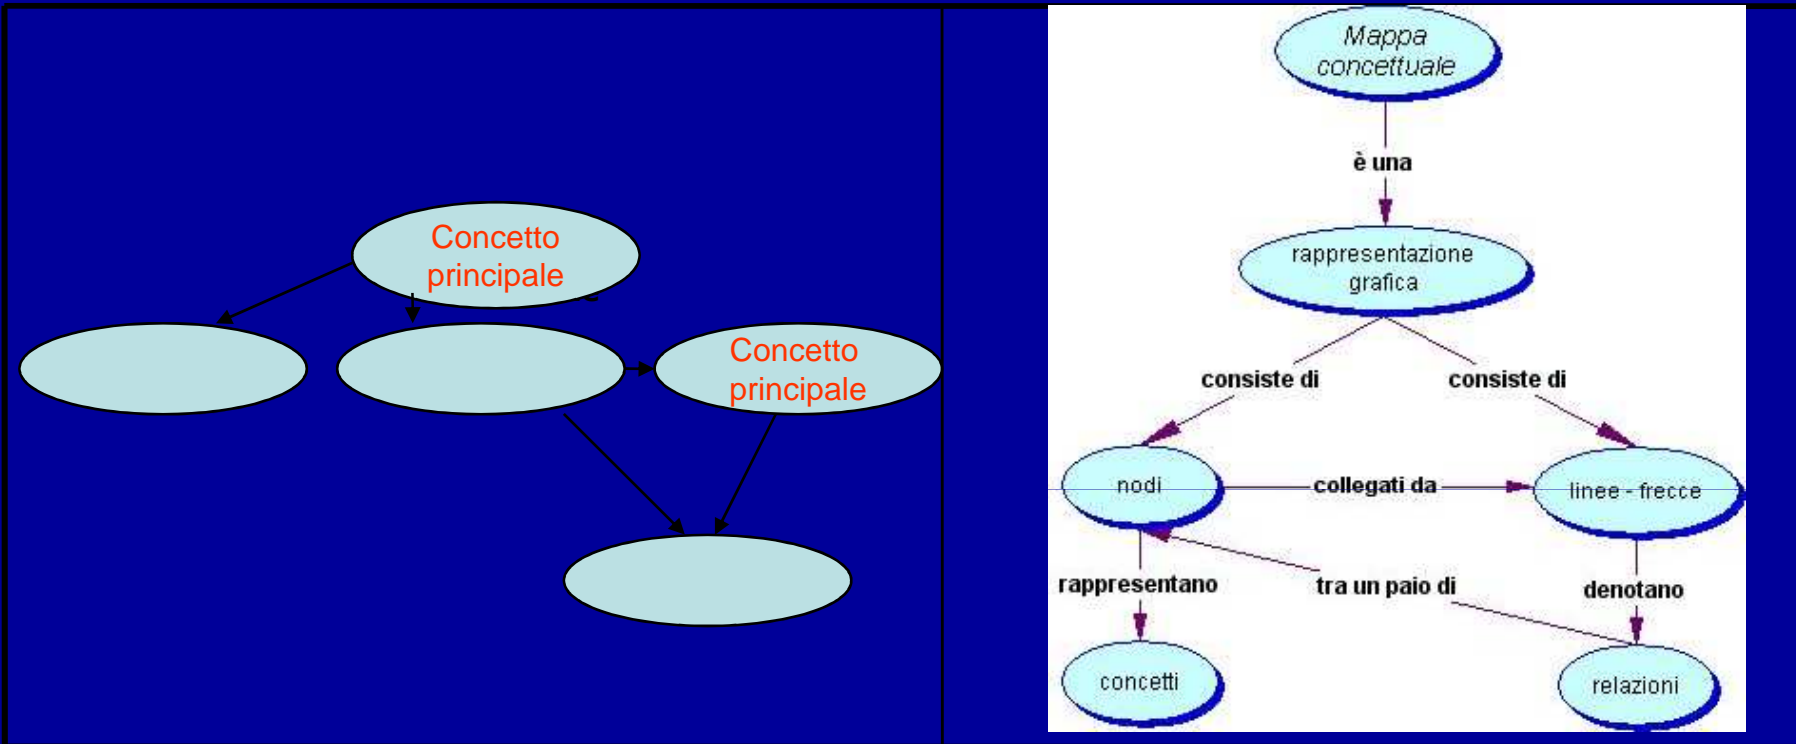 Concetto
principale
Concetto
principale
Mappa
concettuale
è una
rappresentazione
grafica
consiste di
consiste di
nodi
collegati da
linee - frecce
rappresentano
tra un paio di
denotano
concetti
relazioni